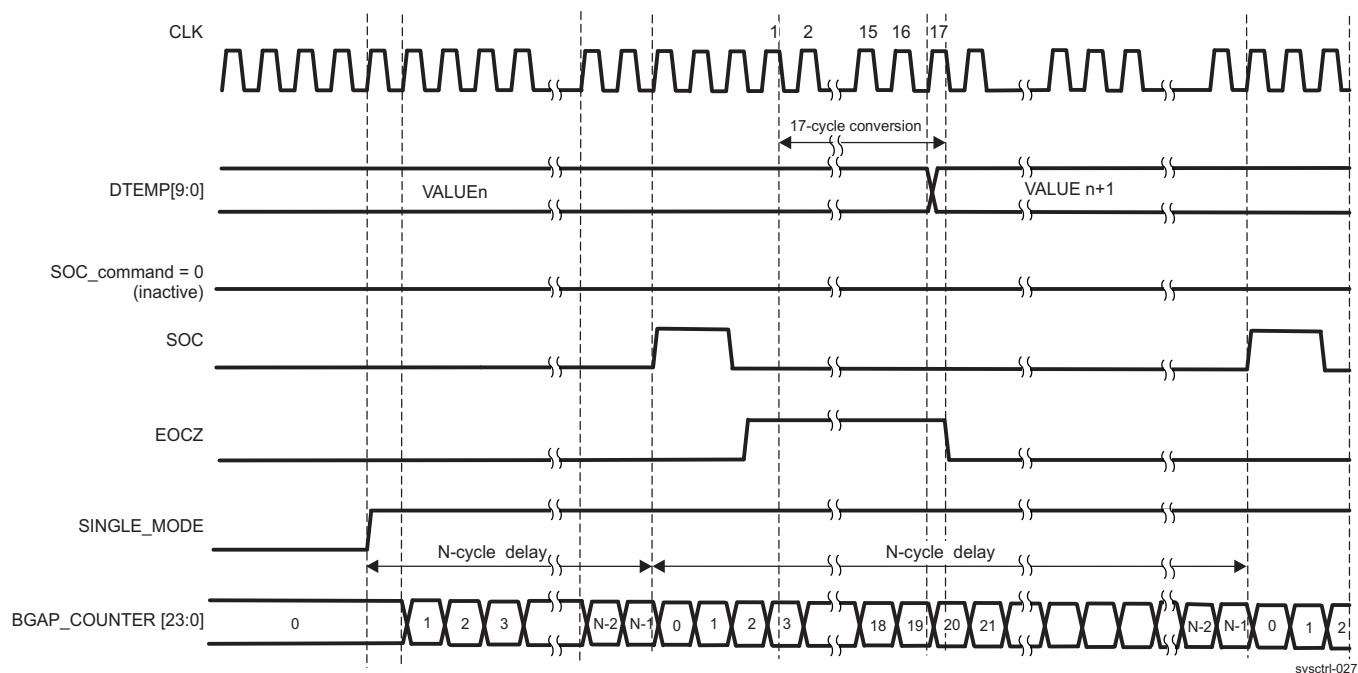 CLK
1 2 15 16 17
17-cycle conversion
DTEMP[9:0]
VALUEn
VALUE n+1
SOC_command = 0
(inactive)
SOC
EOCZ
SINGLE_MODE
N-cycle delay
N-cycle delay
BGAP_COUNTER [23:0]
0 1 2 3 N-2 N-1 0 1 2 3 18 19 20 21 N-2 N-1 0 1 2
sysctrl-027